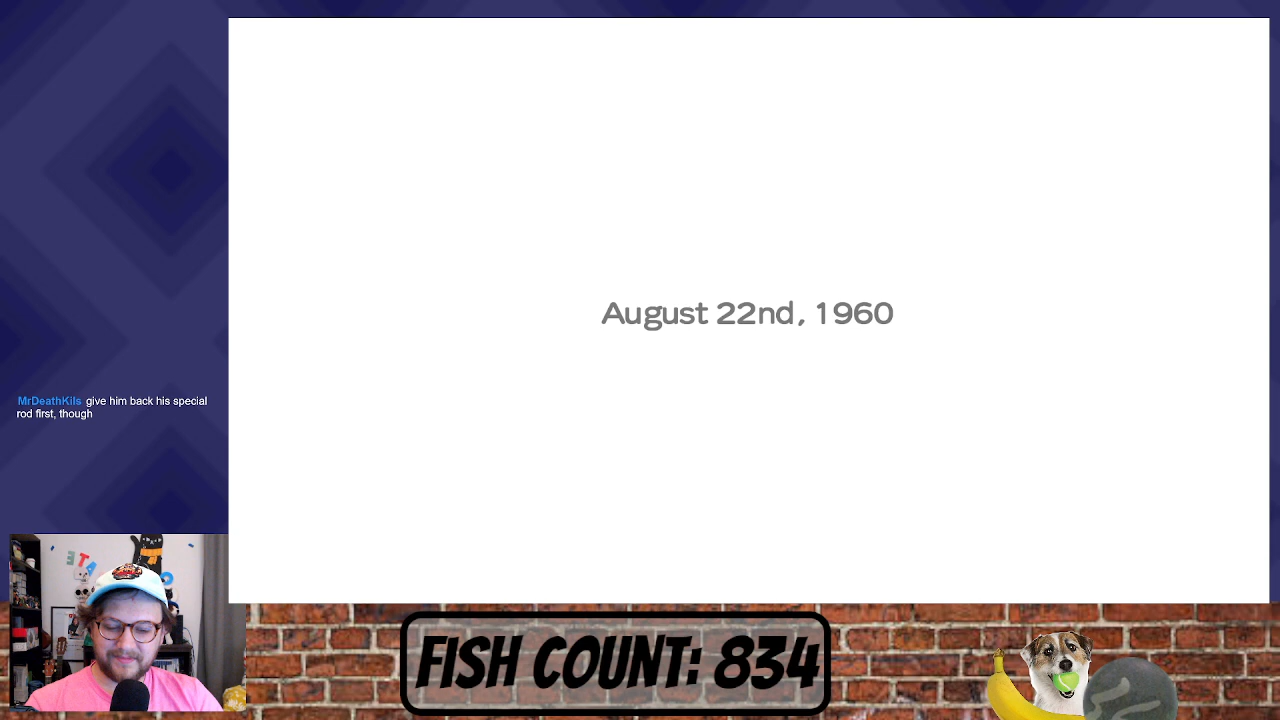 August 22nd, 1960
MrDeathKils give him back his special
rod first, though
FISH COUNT: 834